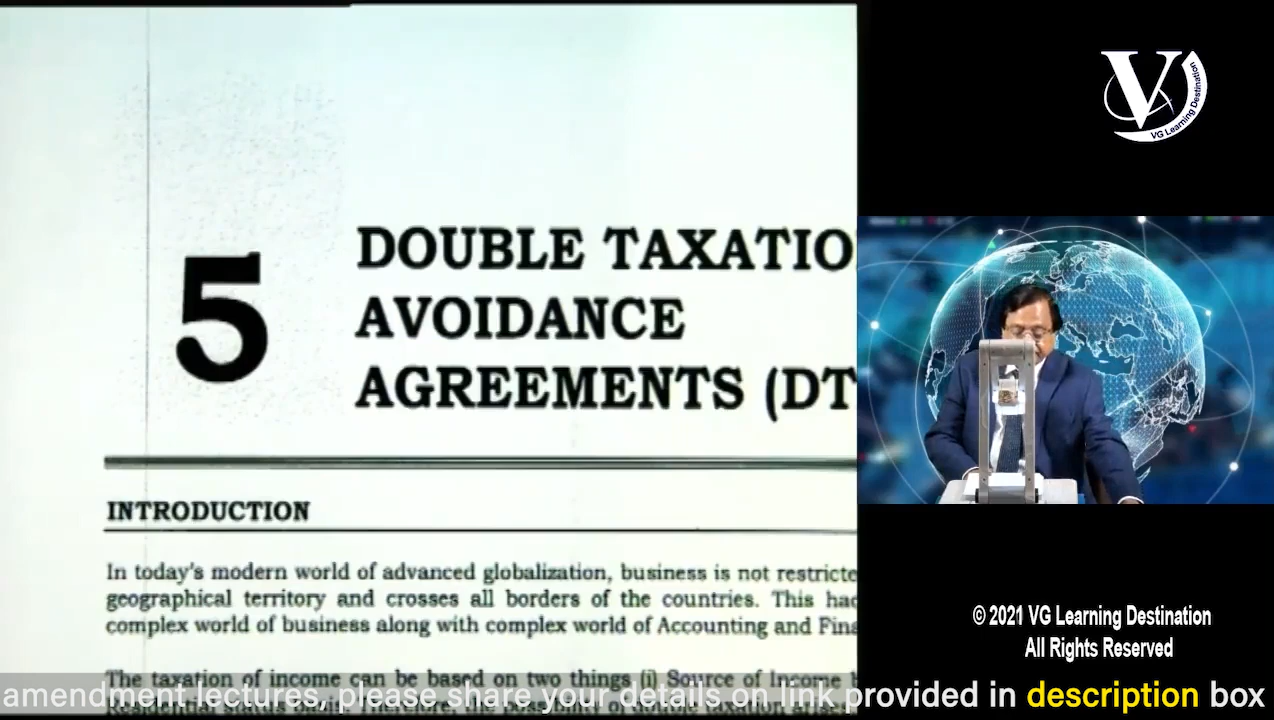 5
DOUBLE TAXATIO
AVOIDANCE
AGREEMENTS (DT
INTRODUCTION
In today's modern world of advanced globalization, business is not restricte
geographical territory and crosses all borders of the countries. This had
complex world of business along with complex world of Accounting and Fina
The taxation of income can be based on two things (i) Source of Income b
amendment lectures, please share your details on link provided in description box
V
VG Learning Destination
© 2021 VG Learning Destination
All Rights Reserved